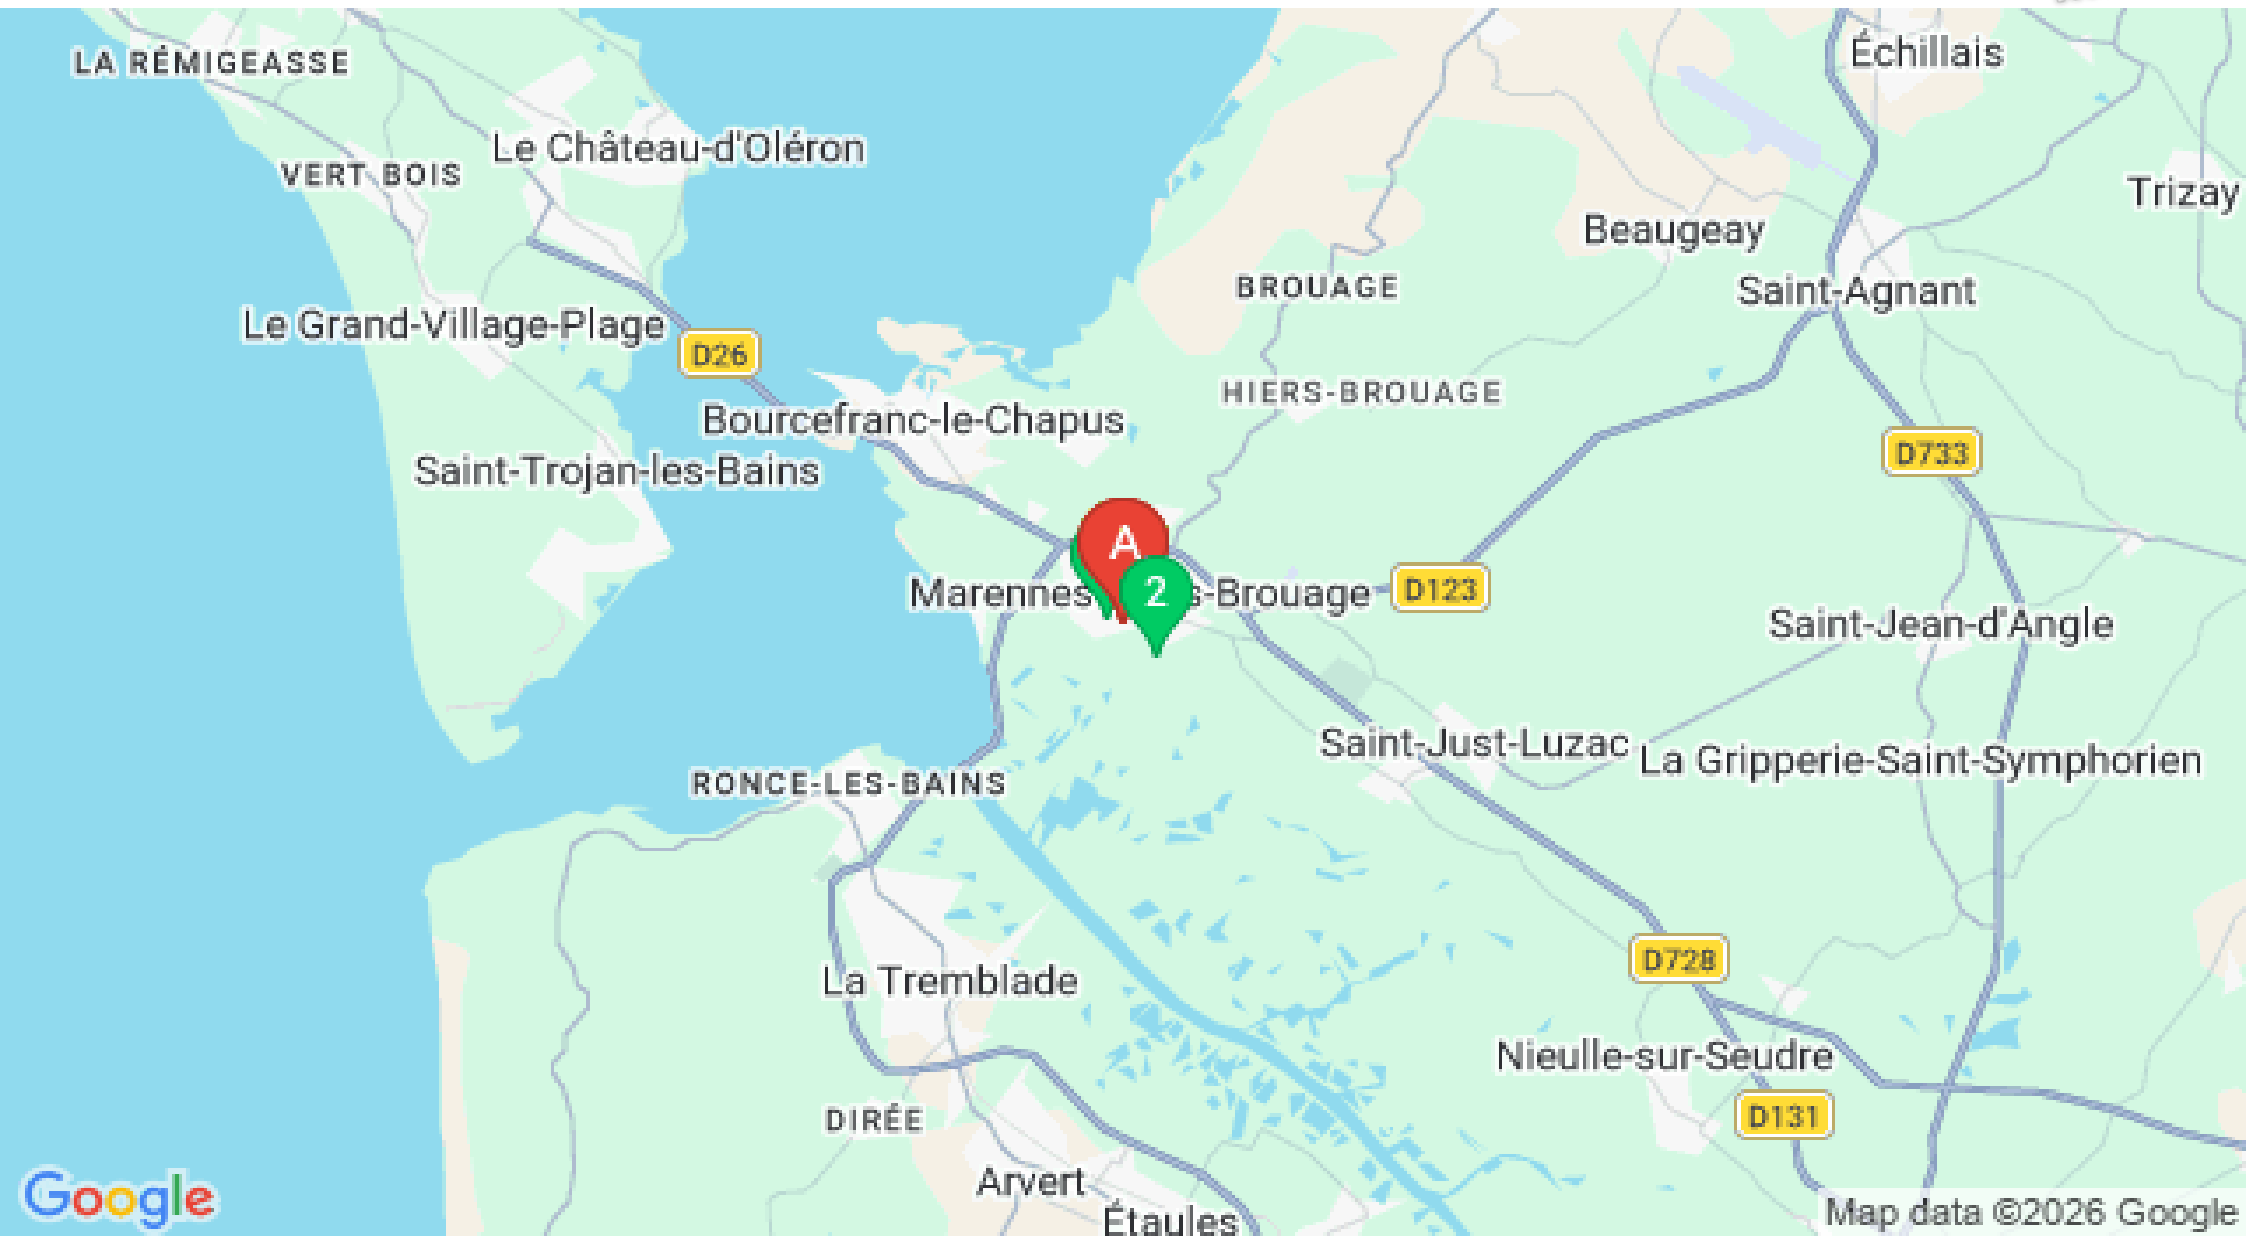 Échillais
LA RÉMIGEASSE
Le Château-d'Oléron
VERT BOIS
Trizay
Beaugeay
BROUAGE
Saint-Agnant
Le Grand-Village-Plage
D26
HIERS-BROUAGE
Bourcefranc-le-Chapus
D733
Saint-Trojan-les-Bains
A
2
Marennes s-Brouage
D123
Saint-Jean-d'Angle
Saint-Just-Luzac
La Gripperie-Saint-Symphorien
RONCE-LES-BAINS
D728
La Tremblade
Nieulle-sur-Seudre
D131
DIRÉE
Arvert
Étaules
Google
Map data ©2026 Google